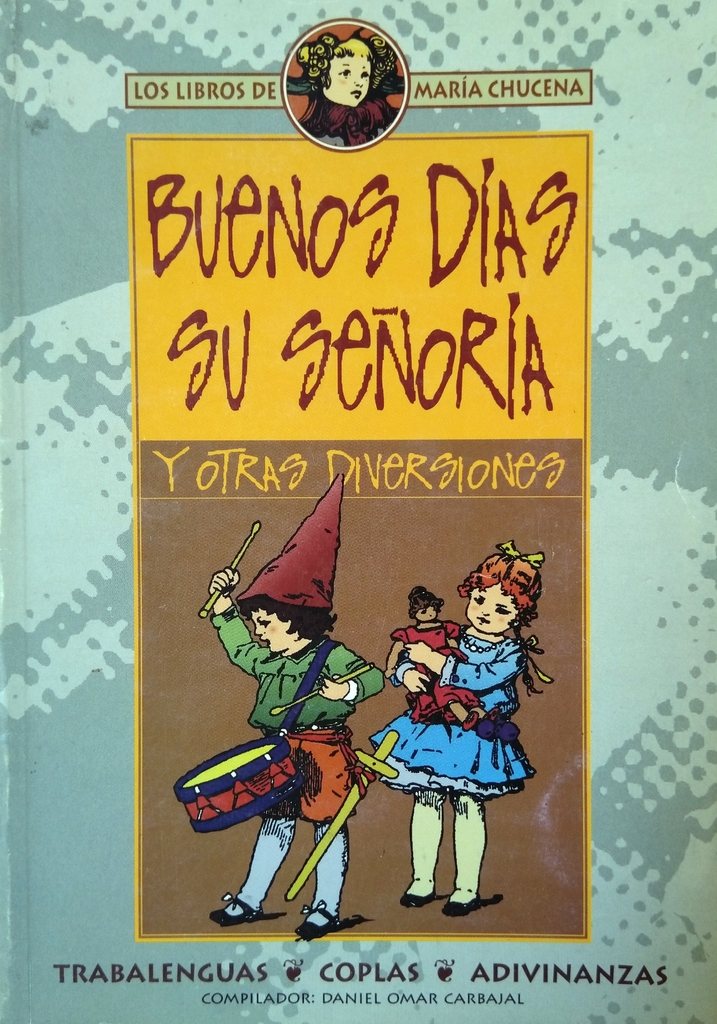 LOS LIBROS DE MARÍA CHUCENA
BUENOS DÍAS
SU SEÑORÍA
Y OTRAS DIVERSIONES
TRABALENGUAS ❦ COPLAS ❦ ADIVINANZAS
COMPILADOR: DANIEL OMAR CARBAJAL